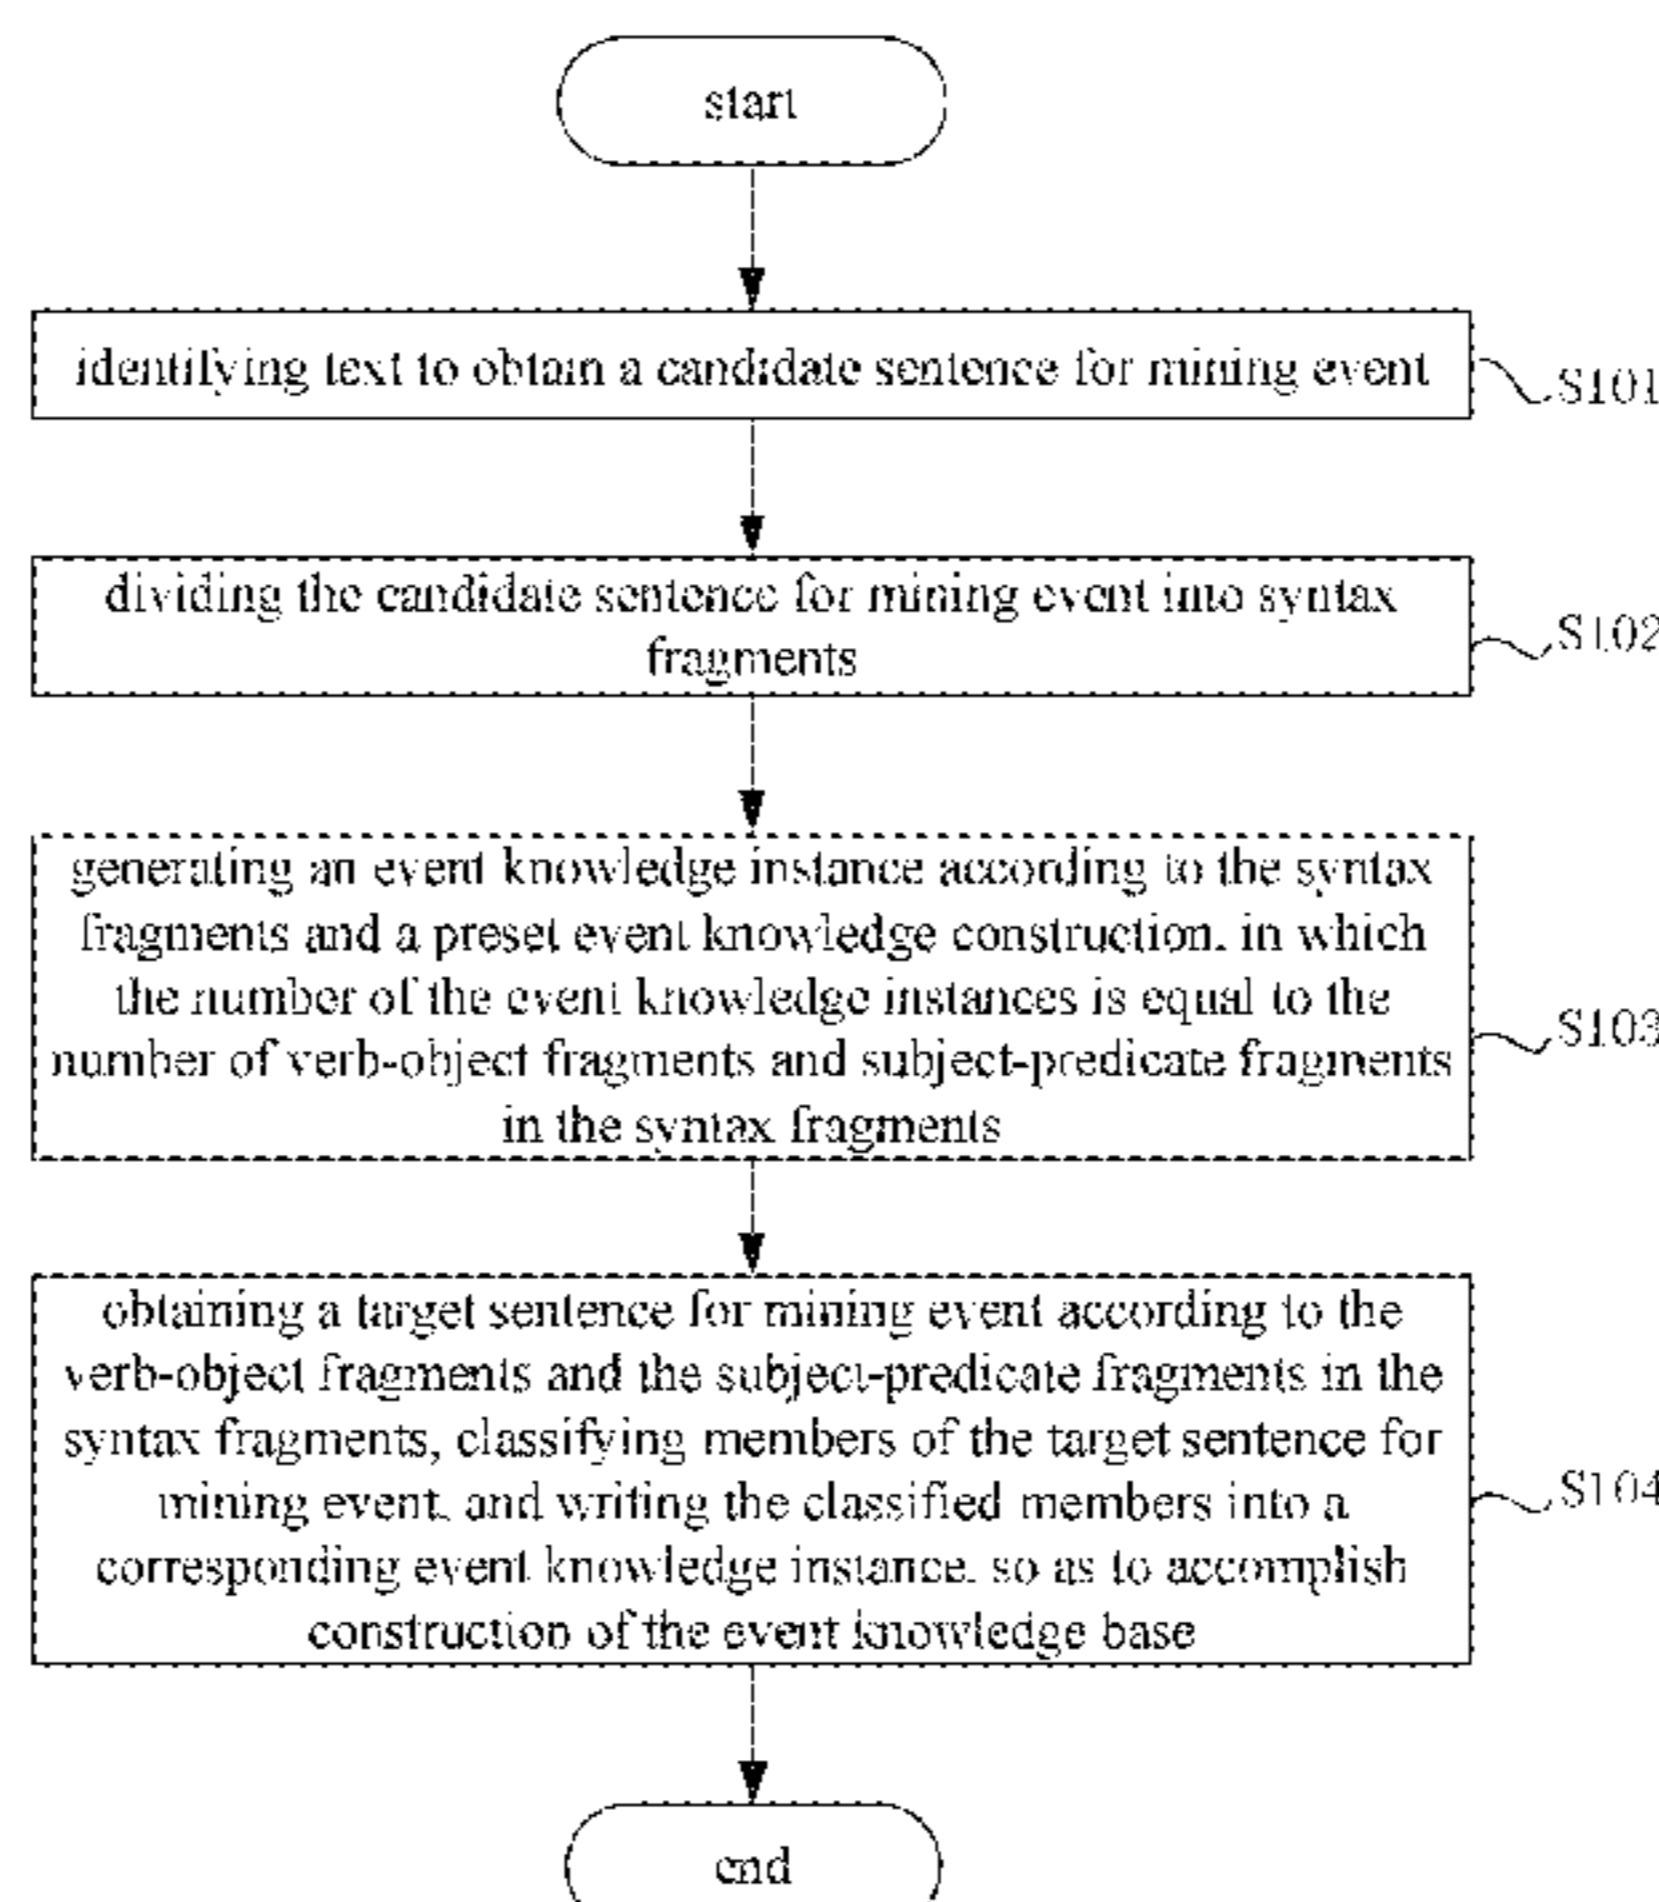 start
identifying text to obtain a candidate sentence for mining event
S101
dividing the candidate sentence for mining event into syntax
fragments
S102
generating an event knowledge instance according to the syntax
fragments and a preset event knowledge construction, in which
the number of the event knowledge instances is equal to the
number of verb-object fragments and subject-predicate fragments
in the syntax fragments
S103
obtaining a target sentence for mining event according to the
verb-object fragments and the subject-predicate fragments in the
syntax fragments, classifying members of the target sentence for
mining event, and writing the classified members into a
corresponding event knowledge instance, so as to accomplish
construction of the event knowledge base
S104
end